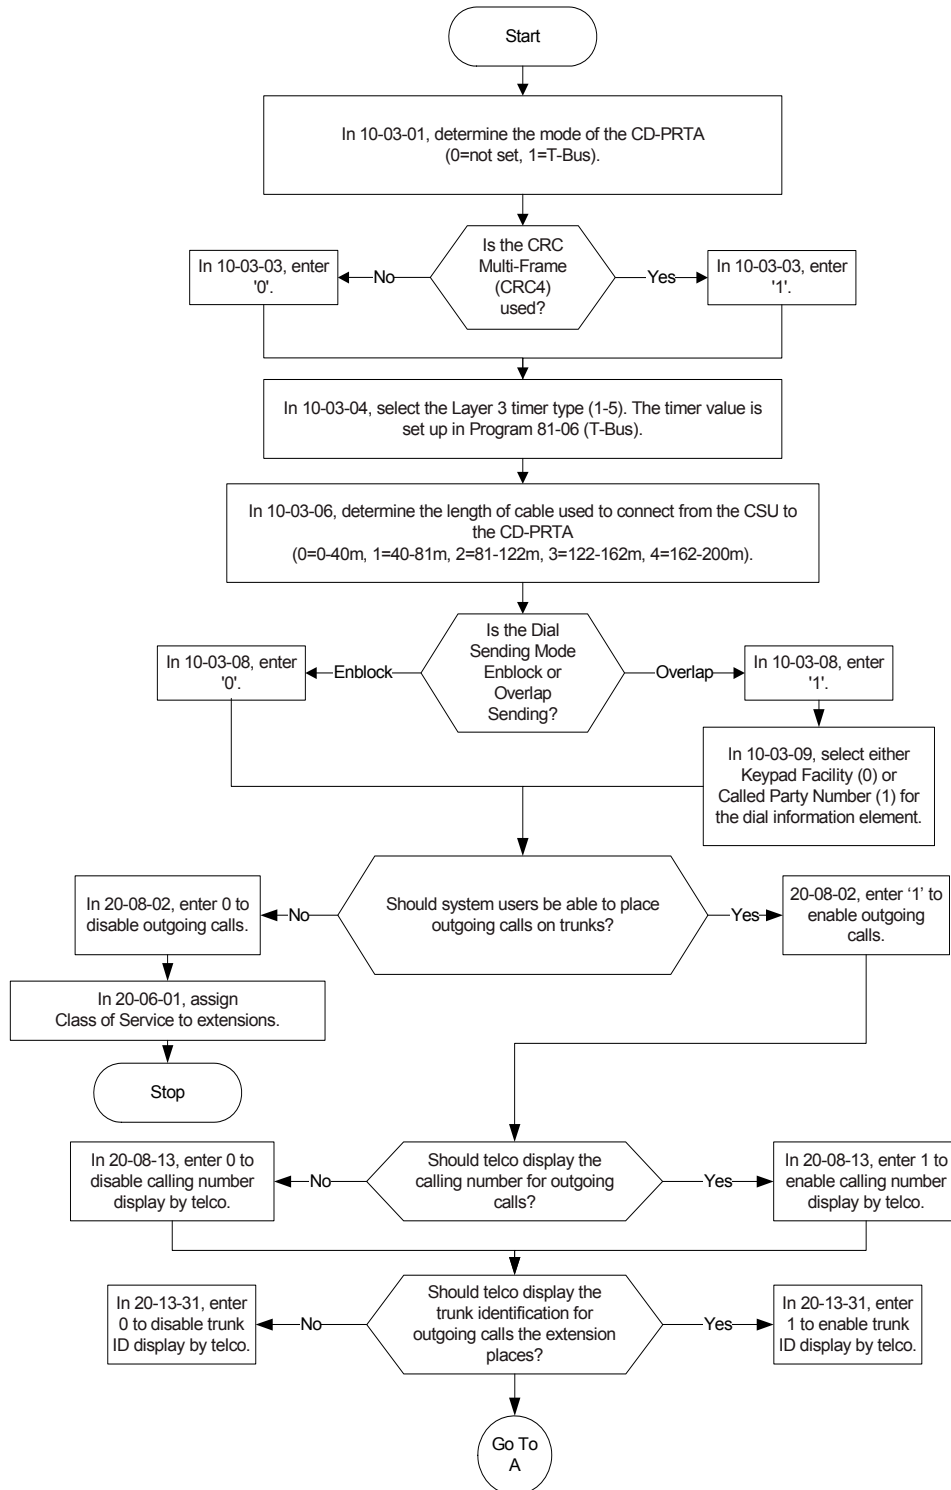 Start
In 10-03-01, determine the mode of the CD-PRTA
(0=not set, 1=T-Bus).
Is the CRC
Multi-Frame
(CRC4)
used?
No
Yes
In 10-03-03, enter
'0'.
In 10-03-03, enter
'1'.
In 10-03-04, select the Layer 3 timer type (1-5). The timer value is
set up in Program 81-06 (T-Bus).
In 10-03-06, determine the length of cable used to connect from the CSU to
the CD-PRTA
(0=0-40m, 1=40-81m, 2=81-122m, 3=122-162m, 4=162-200m).
Is the Dial
Sending Mode
Enblock or
Overlap
Sending?
Enblock
Overlap
In 10-03-08, enter
'0'.
In 10-03-08, enter
'1'.
In 10-03-09, select either
Keypad Facility (0) or
Called Party Number (1) for
the dial information element.
Should system users be able to place
outgoing calls on trunks?
No
Yes
In 20-08-02, enter 0 to
disable outgoing calls.
20-08-02, enter ‘1’ to
enable outgoing
calls.
In 20-06-01, assign
Class of Service to extensions.
Stop
Should telco display the
calling number for outgoing
calls?
No
Yes
In 20-08-13, enter 0 to
disable calling number
display by telco.
In 20-08-13, enter 1 to
enable calling number
display by telco.
Should telco display the
trunk identification for
outgoing calls the extension
places?
No
Yes
In 20-13-31, enter
0 to disable trunk
ID display by telco.
In 20-13-31, enter
1 to enable trunk
ID display by telco.
Go To
A